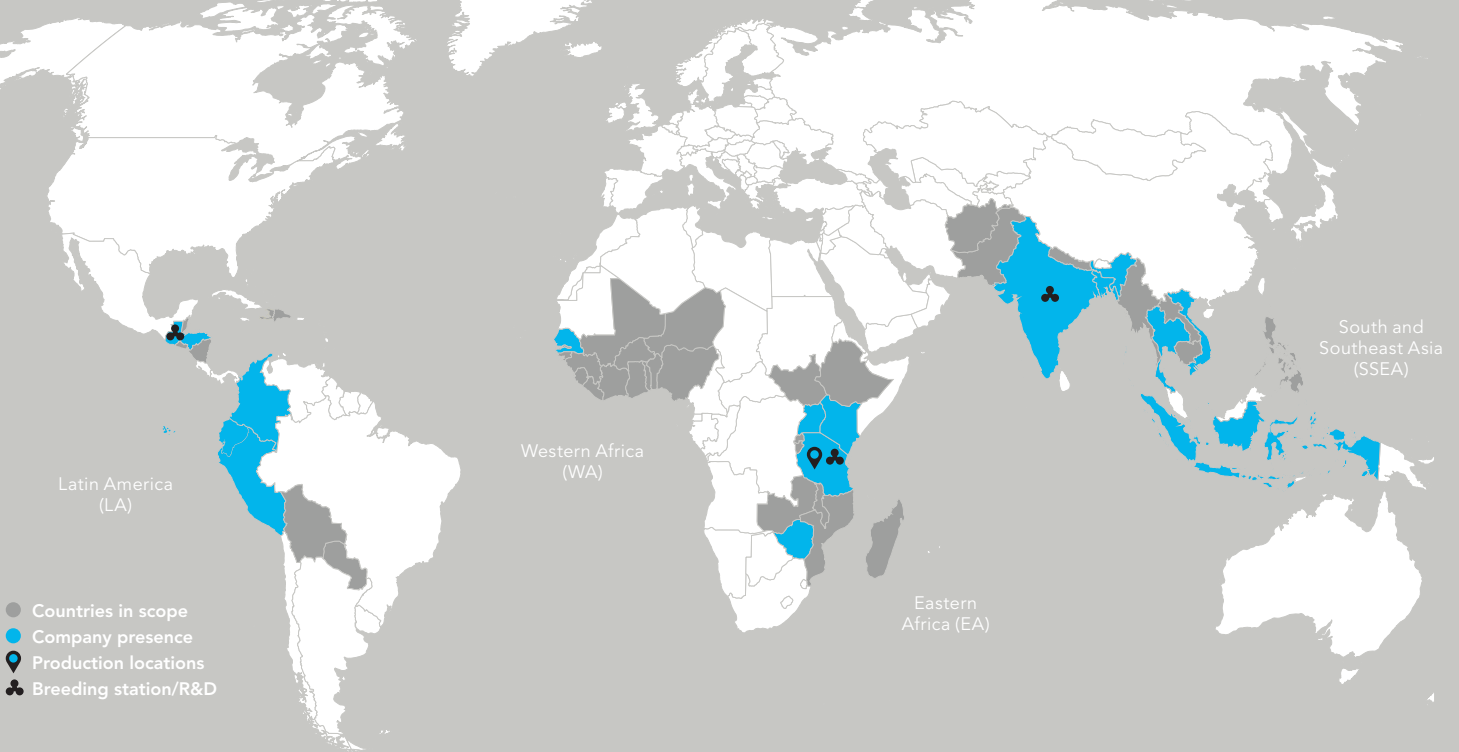 South and
Southeast Asia
(SSEA)
Western Africa
(WA)
Latin America
(LA)
Eastern
Africa (EA)
Countries in scope
Company presence
Production locations
Breeding station/R&D